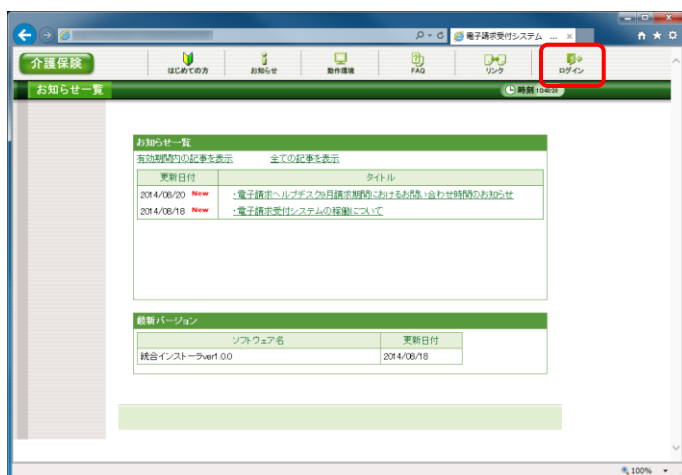 電子請求受付システム ...
介護保険
はじめての方
お知らせ
動作環境
FAQ
リンク
ログイン
お知らせ一覧
時刻 10:48:39
お知らせ一覧
有効期間内の記事を表示 全ての記事を表示
更新日付 タイトル
2014/08/20 New ・電子請求ヘルプデスク9月請求期間におけるお問い合わせ時間のお知らせ
2014/08/18 New ・電子請求受付システムの稼働について
最新バージョン
ソフトウェア名 更新日付
統合インストーラver1.0.0 2014/08/18
100%